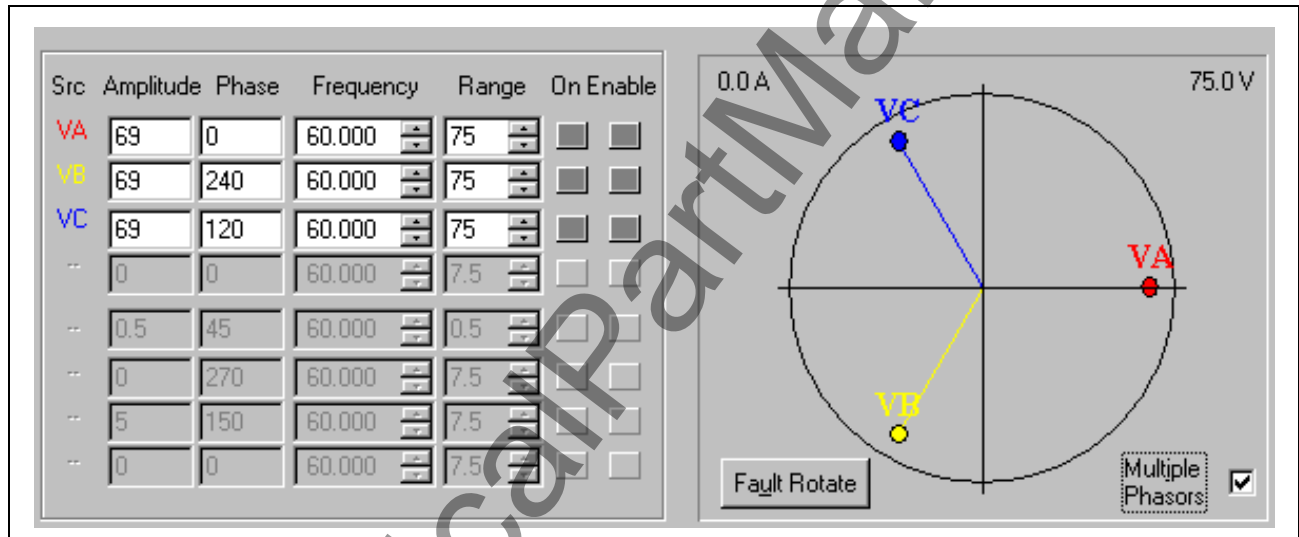 Src Amplitude Phase Frequency Range On Enable
VA 69 0 60.000 75
VB 69 240 60.000 75
VC 69 120 60.000 75
-- 0 0 60.000 7.5
-- 0.5 45 60.000 0.5
-- 0 270 60.000 7.5
-- 5 150 60.000 7.5
-- 0 0 60.000 7.5
0.0 A 75.0 V
VC
VA
VB
Fault Rotate
Multiple
Phasors